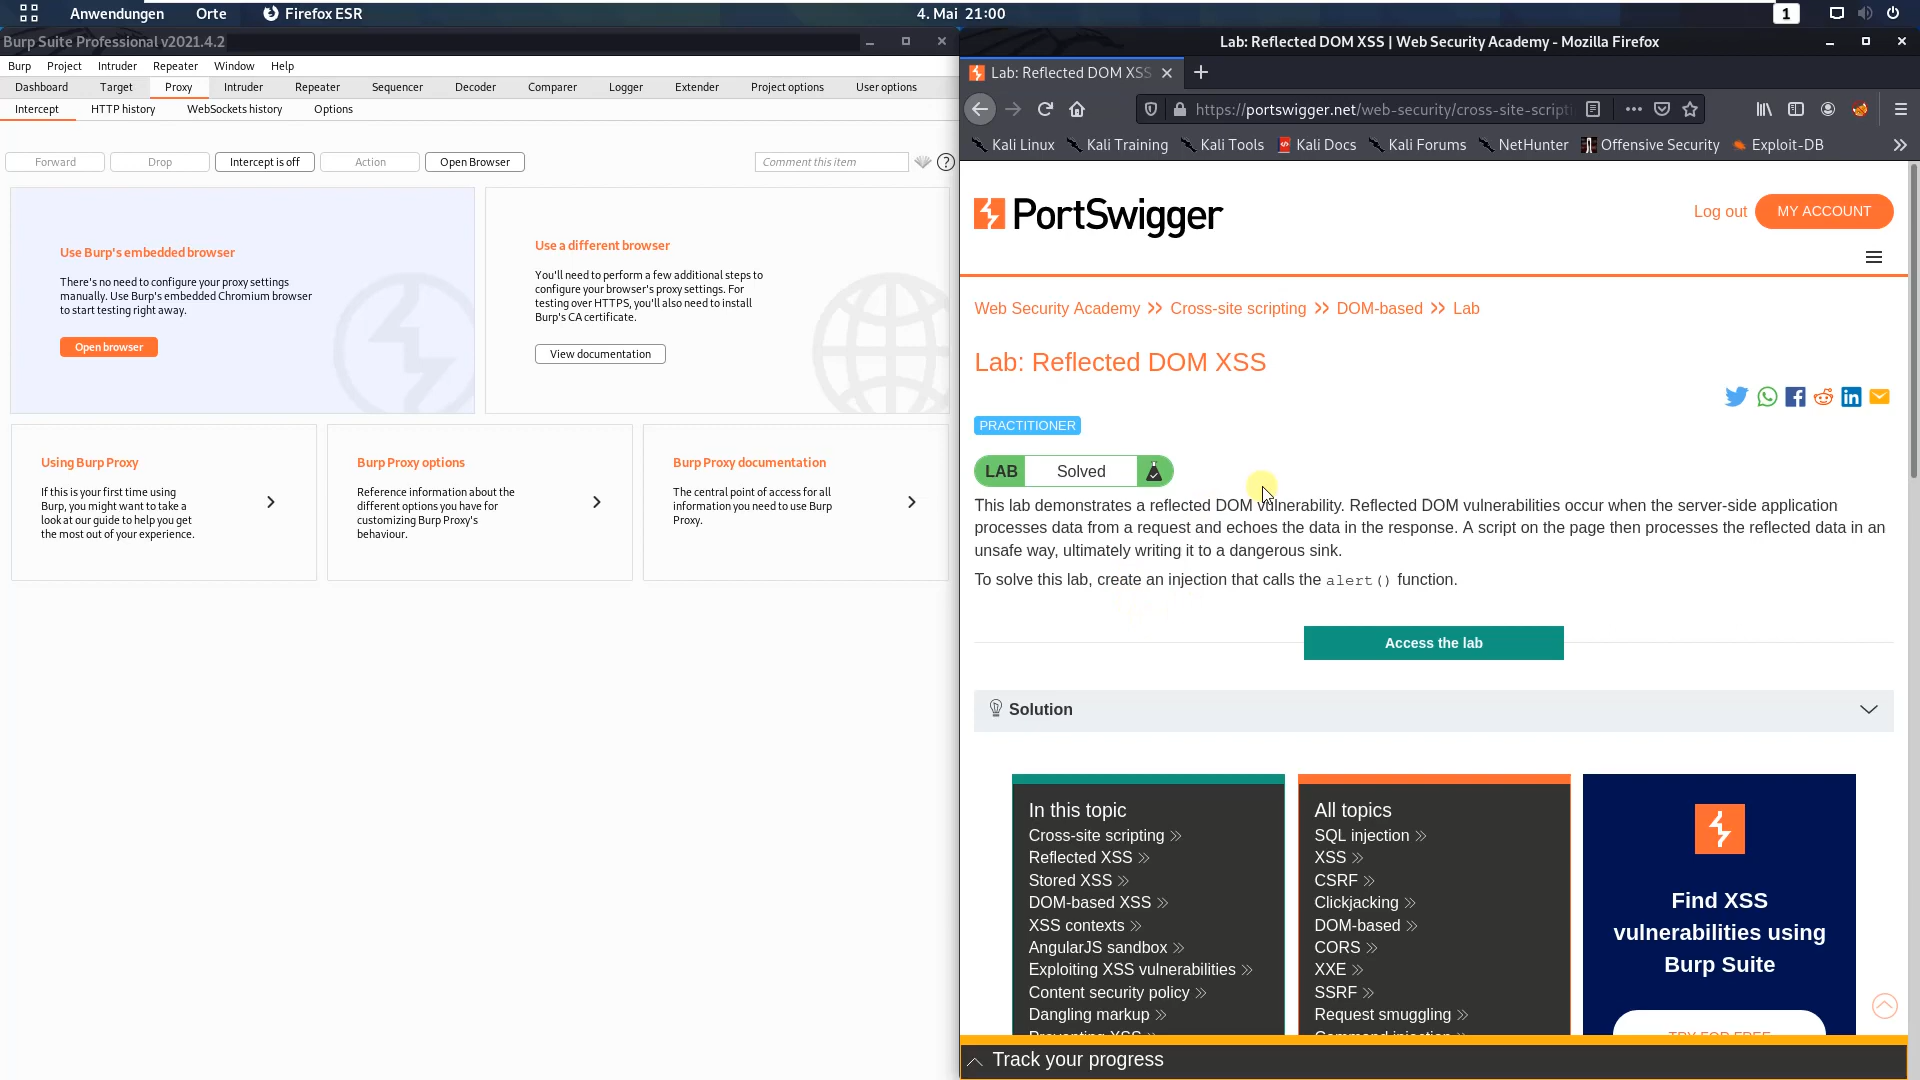 Anwendungen Orte Firefox ESR 4. Mai 21:00 1
Burp Suite Professional v2021.4.2
Burp Project Intruder Repeater Window Help
Dashboard Target Proxy Intruder Repeater Sequencer Decoder Comparer Logger Extender Project options User options
Intercept HTTP history WebSockets history Options
Forward Drop Intercept is off Action Open Browser Comment this item ?
Use Burp's embedded browser
There's no need to configure your proxy settings
manually. Use Burp's embedded Chromium browser
to start testing right away.
Open browser
Use a different browser
You'll need to perform a few additional steps to
configure your browser's proxy settings. For
testing over HTTPS, you'll also need to install
Burp's CA certificate.
View documentation
Using Burp Proxy
If this is your first time using
Burp, you might want to take a
look at our guide to help you get
the most out of your experience.
Burp Proxy options
Reference information about the
different options you have for
customizing Burp Proxy's
behaviour.
Burp Proxy documentation
The central point of access for all
information you need to use Burp
Proxy.
Lab: Reflected DOM XSS | Web Security Academy - Mozilla Firefox
Lab: Reflected DOM XSS
https://portswigger.net/web-security/cross-site-scripti
Kali Linux Kali Training Kali Tools Kali Docs Kali Forums NetHunter Offensive Security Exploit-DB
PortSwigger
Log out MY ACCOUNT
Web Security Academy Cross-site scripting DOM-based Lab
Lab: Reflected DOM XSS
PRACTITIONER
LAB Solved
This lab demonstrates a reflected DOM vulnerability. Reflected DOM vulnerabilities occur when the server-side application
processes data from a request and echoes the data in the response. A script on the page then processes the reflected data in an
unsafe way, ultimately writing it to a dangerous sink.
To solve this lab, create an injection that calls the alert() function.
Access the lab
Solution
In this topic
Cross-site scripting
Reflected XSS
Stored XSS
DOM-based XSS
XSS contexts
AngularJS sandbox
Exploiting XSS vulnerabilities
Content security policy
Dangling markup
Preventing XSS
All topics
SQL injection
XSS
CSRF
Clickjacking
DOM-based
CORS
XXE
SSRF
Request smuggling
Command injection
Find XSS
vulnerabilities using
Burp Suite
TRY FOR FREE
Track your progress